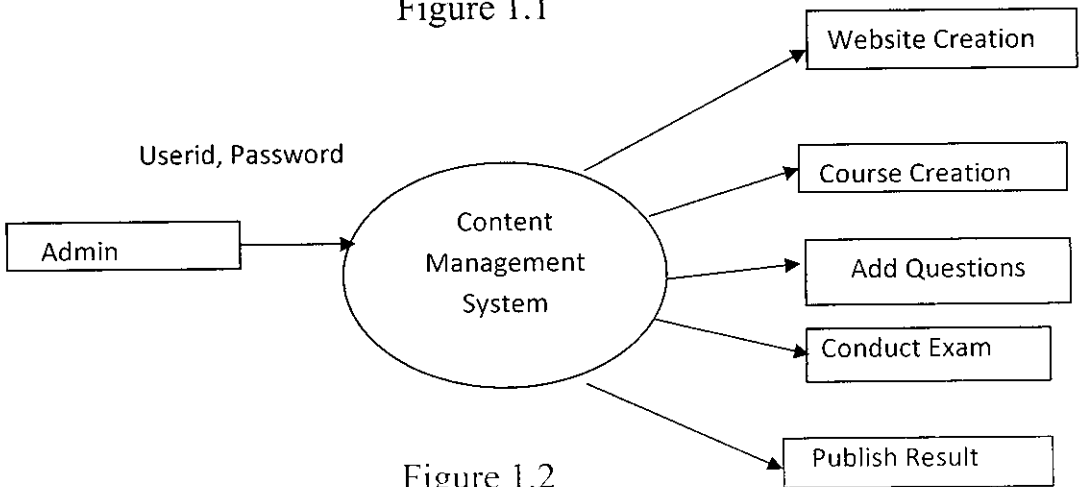 Figure 1.1
Website Creation
Userid, Password
Course Creation
Admin
Content
Management
System
Add Questions
Conduct Exam
Publish Result
Figure 1.2